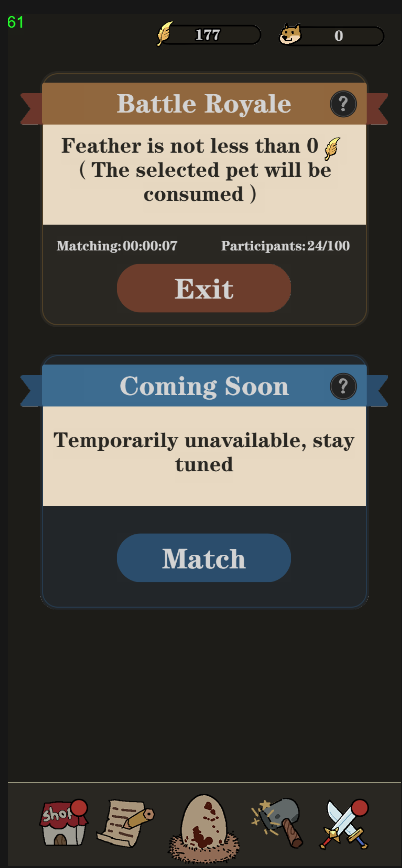 61
177
0
Battle Royale ?
Feather is not less than 0
( The selected pet will be
consumed )
Matching:00:00:07 Participants:24/100
Exit
Coming Soon ?
Temporarily unavailable, stay
tuned
Match
shop